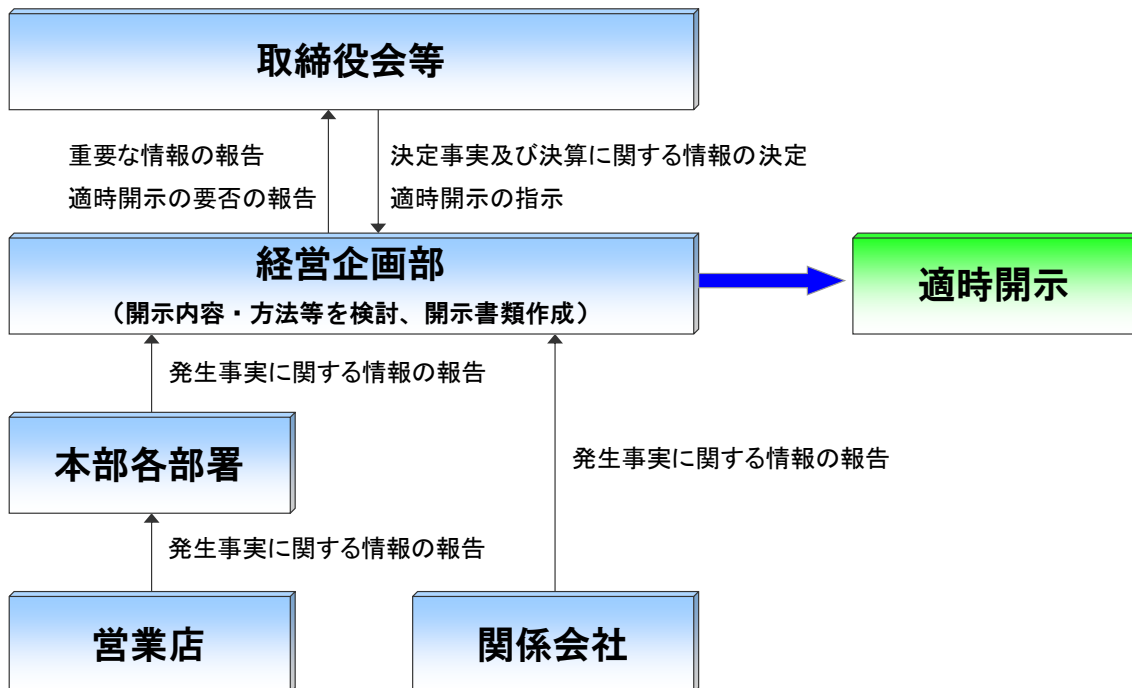 取締役会等
重要な情報の報告
適時開示の要否の報告
決定事実及び決算に関する情報の決定
適時開示の指示
経営企画部
（開示内容・方法等を検討、開示書類作成）
適時開示
発生事実に関する情報の報告
本部各部署
発生事実に関する情報の報告
発生事実に関する情報の報告
営業店
関係会社